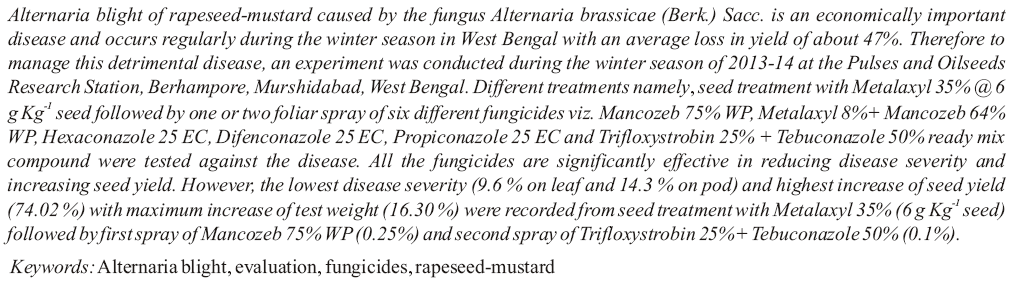 Alternaria blight of rapeseed-mustard caused by the fungus Alternaria brassicae (Berk.) Sacc. is an economically important
disease and occurs regularly during the winter season in West Bengal with an average loss in yield of about 47%. Therefore to
manage this detrimental disease, an experiment was conducted during the winter season of 2013-14 at the Pulses and Oilseeds
Research Station, Berhampore, Murshidabad, West Bengal. Different treatments namely, seed treatment with Metalaxyl 35% @ 6
g Kg⁻¹ seed followed by one or two foliar spray of six different fungicides viz. Mancozeb 75% WP, Metalaxyl 8%+ Mancozeb 64%
WP, Hexaconazole 25 EC, Difenconazole 25 EC, Propiconazole 25 EC and Trifloxystrobin 25% + Tebuconazole 50% ready mix
compound were tested against the disease. All the fungicides are significantly effective in reducing disease severity and
increasing seed yield. However, the lowest disease severity (9.6 % on leaf and 14.3 % on pod) and highest increase of seed yield
(74.02 %) with maximum increase of test weight (16.30 %) were recorded from seed treatment with Metalaxyl 35% (6 g Kg⁻¹ seed)
followed by first spray of Mancozeb 75% WP (0.25%) and second spray of Trifloxystrobin 25%+ Tebuconazole 50% (0.1%).
Keywords: Alternaria blight, evaluation, fungicides, rapeseed-mustard